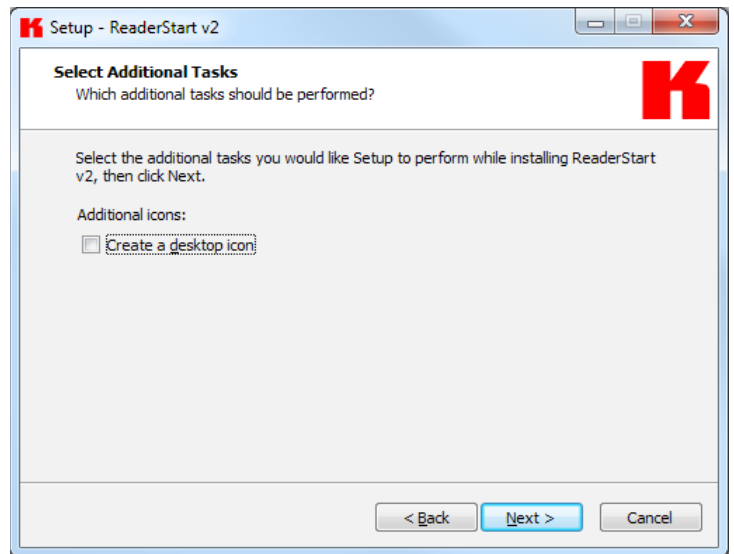 Setup - ReaderStart v2
Select Additional Tasks
Which additional tasks should be performed?
Select the additional tasks you would like Setup to perform while installing ReaderStart
v2, then click Next.
Additional icons:
Create a desktop icon
< Back Next > Cancel